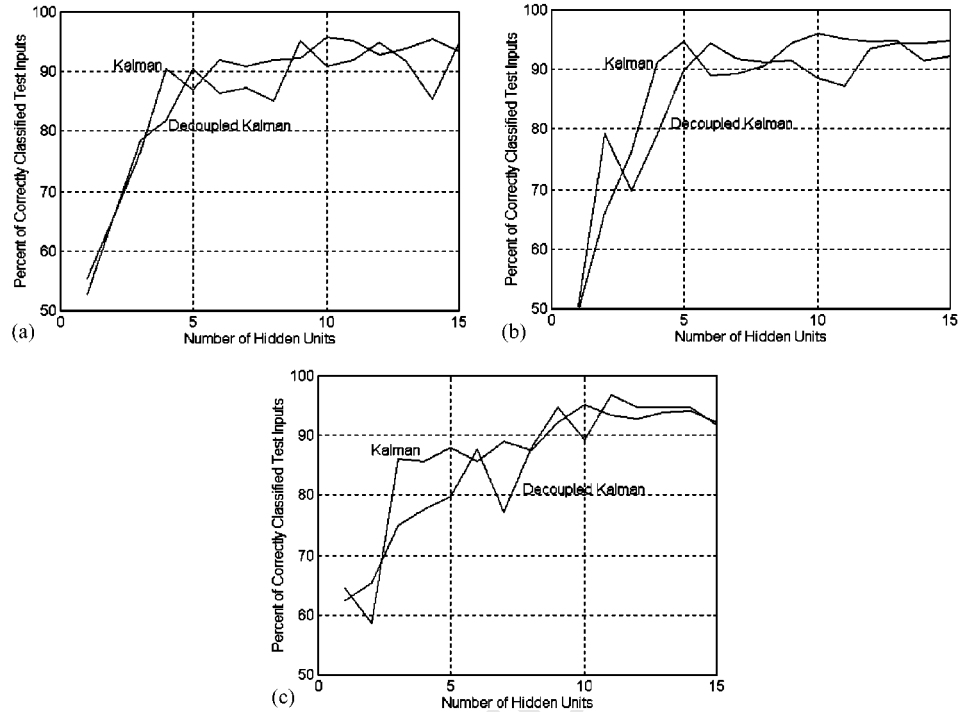 100
90
80
70
60
50
Percent of Correctly Classified Test Inputs
Kalman
Decoupled Kalman
0
5
10
15
Number of Hidden Units
(a)
100
90
80
70
60
50
Percent of Correctly Classified Test Inputs
Kalman
Decoupled Kalman
0
5
10
15
Number of Hidden Units
(b)
100
90
80
70
60
50
Percent of Correctly Classified Test Inputs
Kalman
Decoupled Kalman
0
5
10
15
Number of Hidden Units
(c)